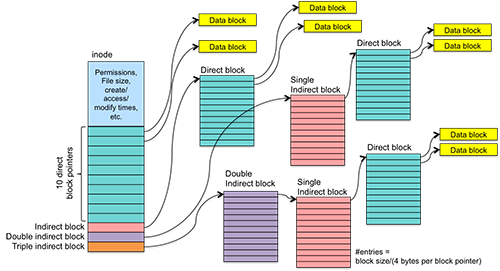 inode
Permissions,
File size,
create/
access/
modify times,
etc.
10 direct
block pointers
Indirect block
Double indirect block
Triple indirect block
Data block
Data block
Direct block
Data block
Data block
Single
Indirect block
Direct block
Data block
Data block
Double
Indirect block
Single
Indirect block
Direct block
Data block
Data block
#entries =
block size/(4 bytes per block pointer)